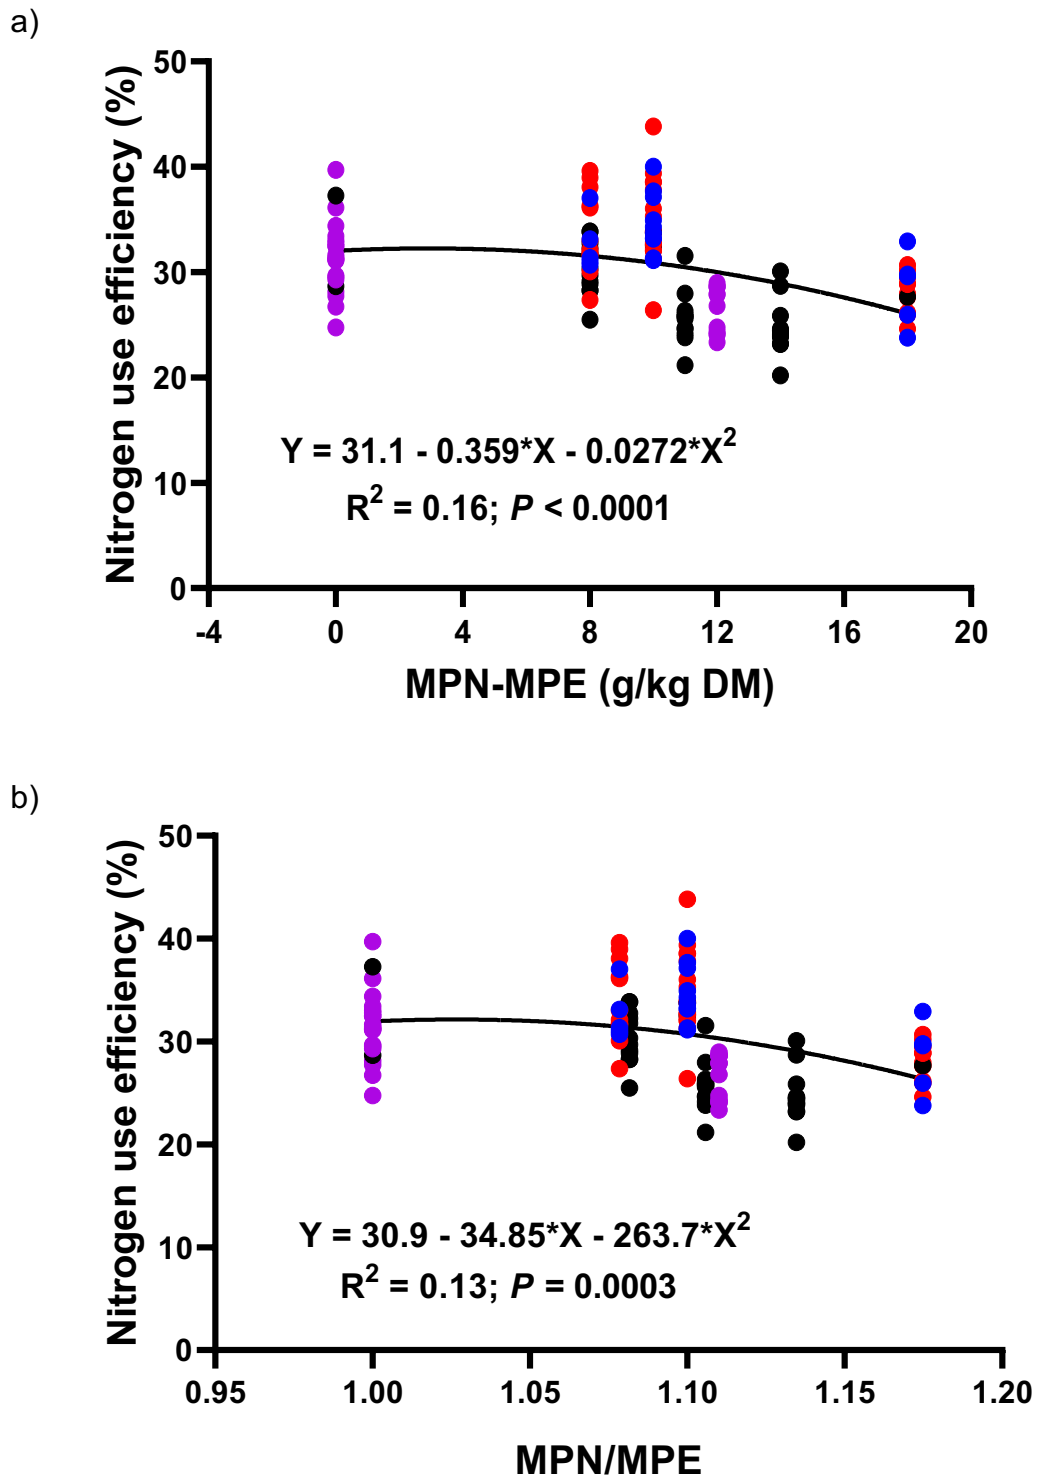 a)
Nitrogen use efficiency (%)
50
40
30
20
10
0
Y = 31.1 - 0.359*X - 0.0272*X²
R² = 0.16; P < 0.0001
-4 0 4 8 12 16 20
MPN-MPE (g/kg DM)
b)
Nitrogen use efficiency (%)
50
40
30
20
10
0
Y = 30.9 - 34.85*X - 263.7*X²
R² = 0.13; P = 0.0003
0.95 1.00 1.05 1.10 1.15 1.20
MPN/MPE